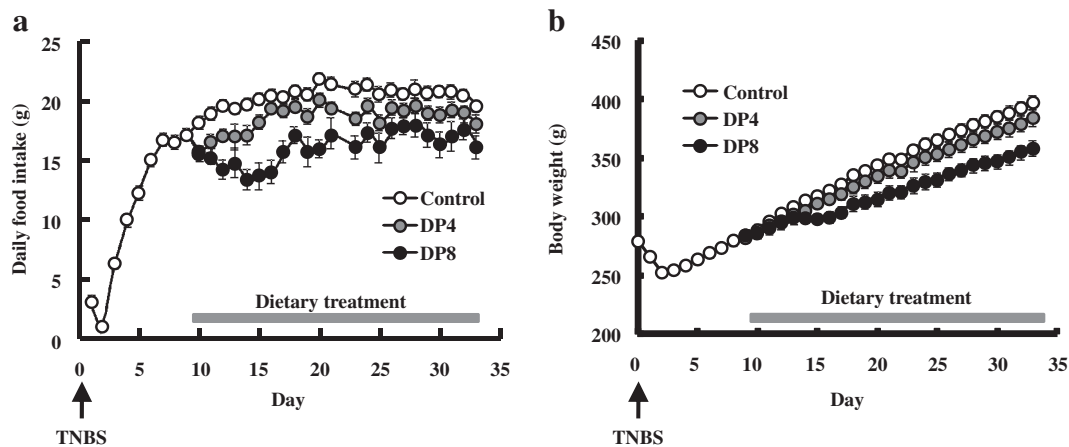 a
25
20
15
10
5
0
Daily food intake (g)
Control
DP4
DP8
Dietary treatment
0 5 10 15 20 25 30 35
Day
TNBS
b
450
400
350
300
250
200
Body weight (g)
Control
DP4
DP8
Dietary treatment
0 5 10 15 20 25 30 35
Day
TNBS